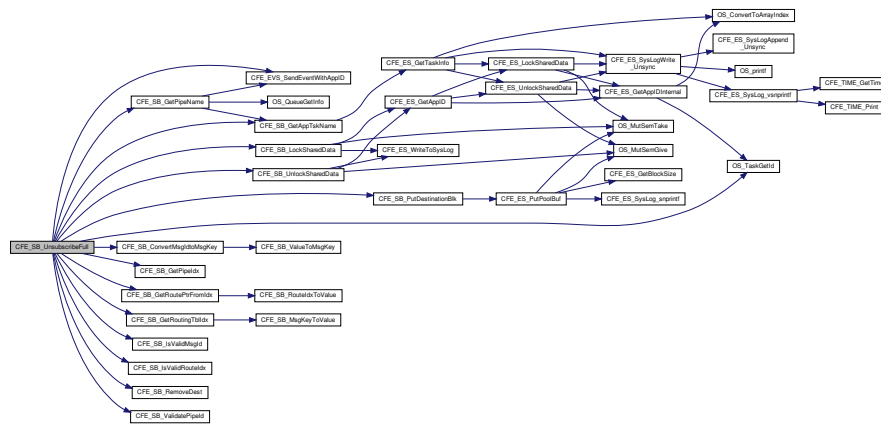 OS_ConvertToArrayIndex
CFE_ES_SysLogAppend
_Unsync
CFE_ES_GetTaskInfo
CFE_ES_LockSharedData
CFE_ES_SysLogWrite
_Unsync
OS_printf
CFE_EVS_SendEventWithAppID
CFE_ES_UnlockSharedData
CFE_ES_GetAppIDInternal
CFE_ES_SysLog_vsnprintf
CFE_TIME_GetTime
CFE_TIME_Print
CFE_SB_GetPipeName
OS_QueueGetInfo
CFE_ES_GetAppID
CFE_SB_GetAppTskName
OS_MutSemTake
CFE_SB_LockSharedData
CFE_ES_WriteToSysLog
OS_MutSemGive
CFE_SB_UnlockSharedData
CFE_ES_GetBlockSize
OS_TaskGetId
CFE_SB_PutDestinationBlk
CFE_ES_PutPoolBuf
CFE_ES_SysLog_snprintf
CFE_SB_UnsubscribeFull
CFE_SB_ConvertMsgIdtoMsgKey
CFE_SB_ValueToMsgKey
CFE_SB_GetPipeIdx
CFE_SB_GetRoutePtrFromIdx
CFE_SB_RouteIdxToValue
CFE_SB_GetRoutingTblIdx
CFE_SB_MsgKeyToValue
CFE_SB_IsValidMsgId
CFE_SB_IsValidRouteIdx
CFE_SB_RemoveDest
CFE_SB_ValidatePipeId